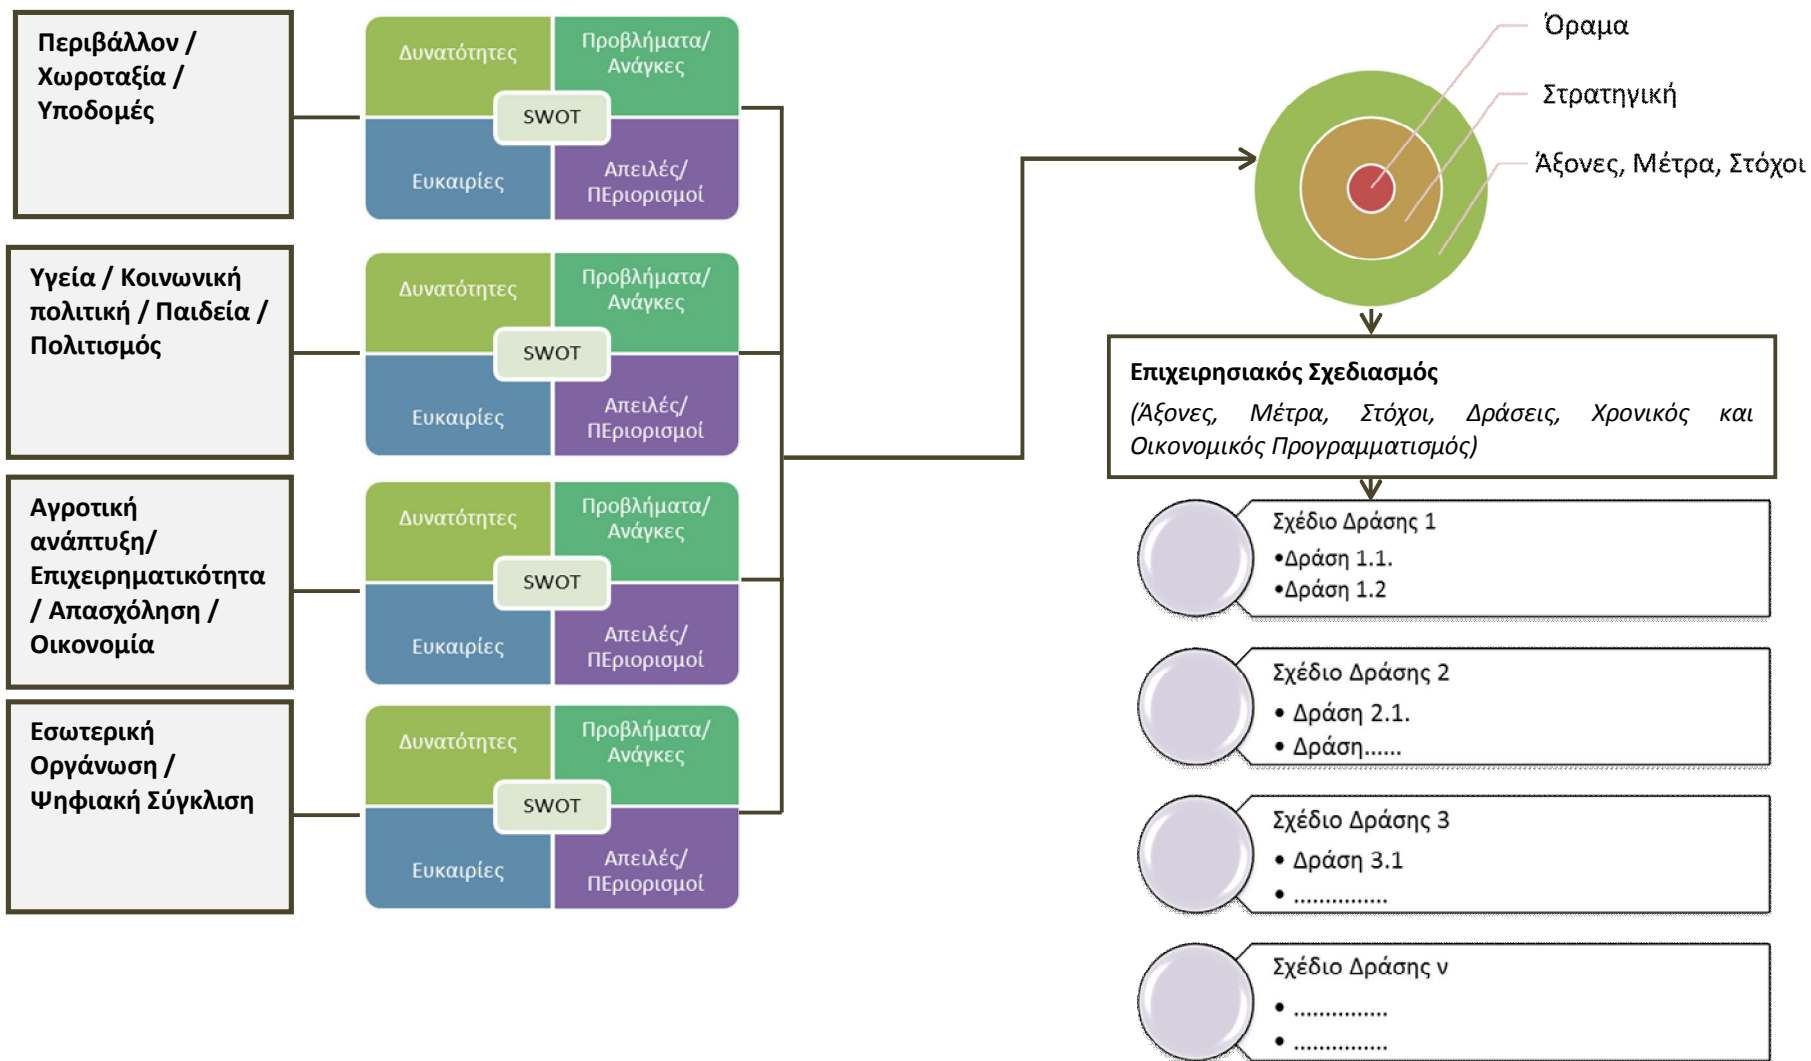 Περιβάλλον /
Χωροταξία /
Υποδομές
Δυνατότητες
Προβλήματα/
Ανάγκες
SWOT
Ευκαιρίες
Απειλές/
ΠΕριορισμοί
Υγεία / Κοινωνική
πολιτική / Παιδεία /
Πολιτισμός
Δυνατότητες
Προβλήματα/
Ανάγκες
SWOT
Ευκαιρίες
Απειλές/
ΠΕριορισμοί
Αγροτική
ανάπτυξη/
Επιχειρηματικότητα
/ Απασχόληση /
Οικονομία
Δυνατότητες
Προβλήματα/
Ανάγκες
SWOT
Ευκαιρίες
Απειλές/
ΠΕριορισμοί
Εσωτερική
Οργάνωση /
Ψηφιακή Σύγκλιση
Δυνατότητες
Προβλήματα/
Ανάγκες
SWOT
Ευκαιρίες
Απειλές/
ΠΕριορισμοί
Όραμα
Στρατηγική
Άξονες, Μέτρα, Στόχοι
Επιχειρησιακός Σχεδιασμός
(Άξονες, Μέτρα, Στόχοι, Δράσεις, Χρονικός και
Οικονομικός Προγραμματισμός)
Σχέδιο Δράσης 1
•Δράση 1.1.
•Δράση 1.2
Σχέδιο Δράσης 2
• Δράση 2.1.
• Δράση......
Σχέδιο Δράσης 3
• Δράση 3.1
• ...............
Σχέδιο Δράσης ν
• ...............
• ...............